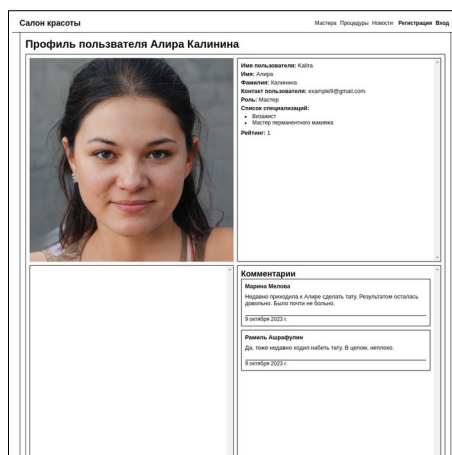 Салон красоты
Мастера Процедуры Новости Регистрация Вход
Профиль пользвателя Алира Калинина
Имя пользователя: Kalira
Имя: Алира
Фамилия: Калинина
Контакт пользователя: example9@gmail.com
Роль: Мастер
Список специализаций:
Визажист
Мастер перманентного макияжа
Рейтинг: 1
Комментарии
Марина Мелова
Недавно приходила к Алире сделать тату. Результатом осталась
довольно. Было почти не больно.
9 октября 2023 г.
Рамиль Ашрафулин
Да, тоже недавно ходил набить тату. В целом, неплохо.
9 октября 2023 г.